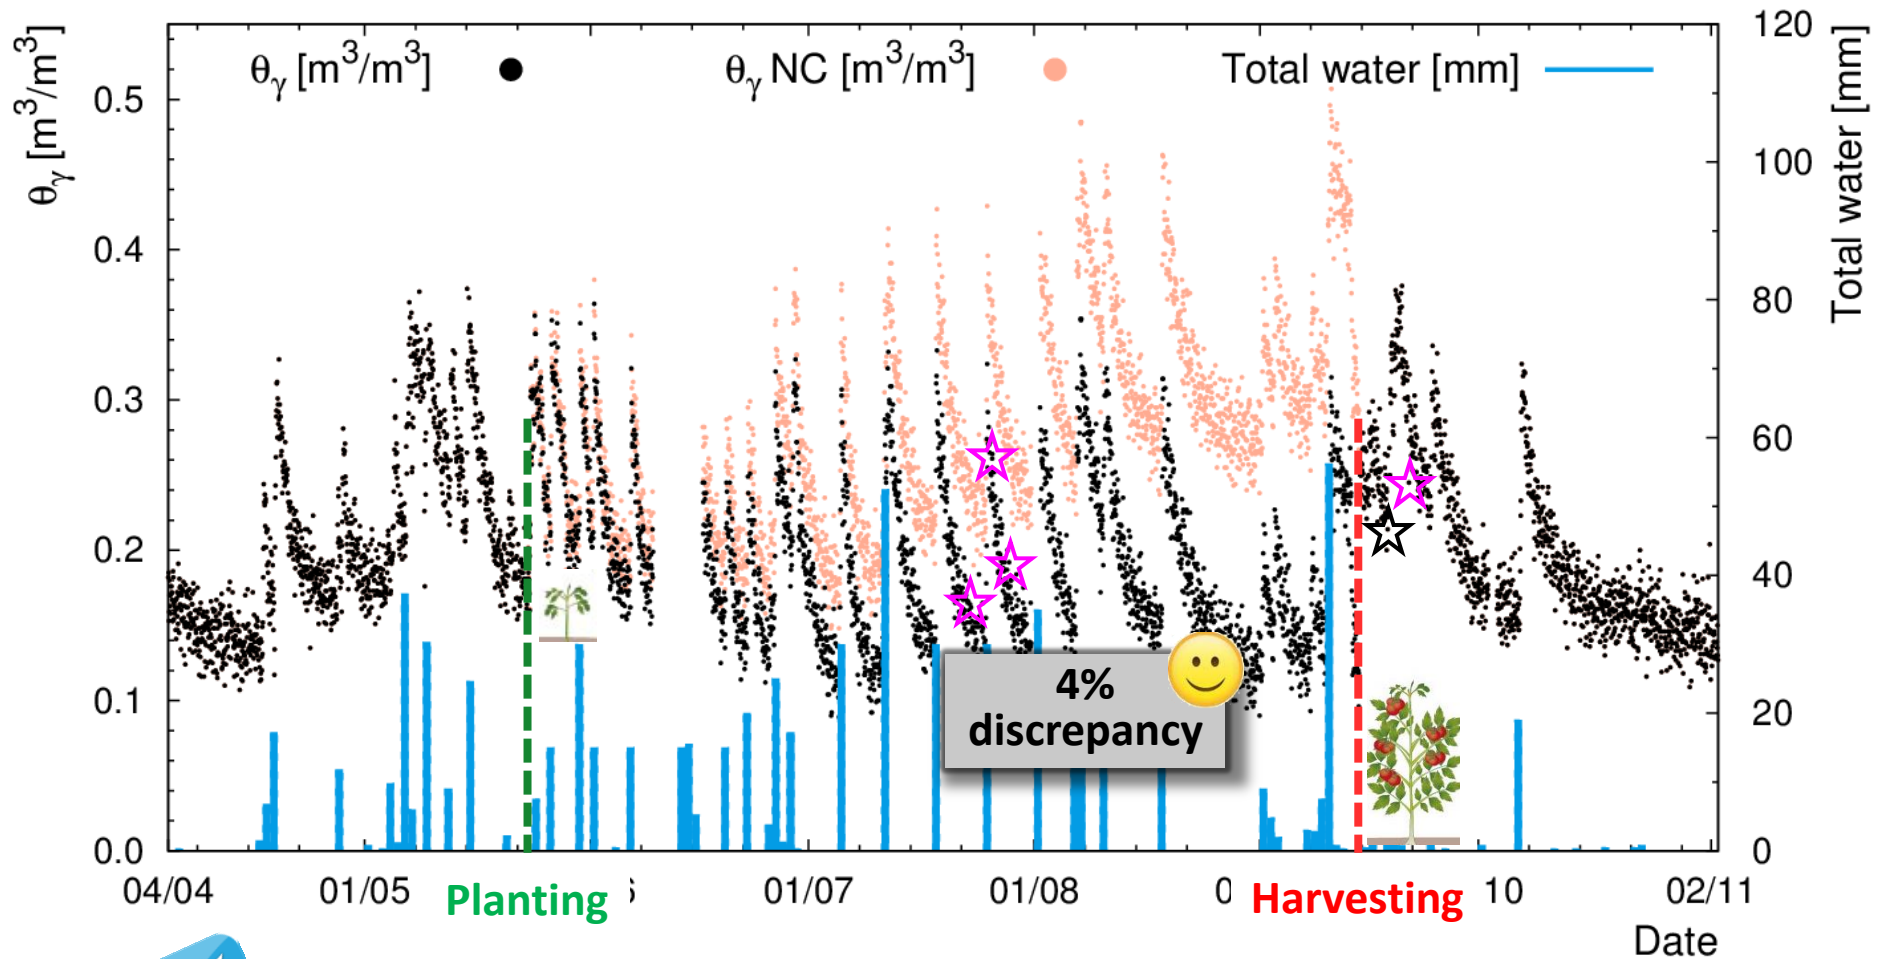 θγ [m³/m³]
θγ NC [m³/m³]
Total water [mm]
θγ [m³/m³]
0.5
0.4
0.3
0.2
0.1
0.0
Total water [mm]
120
100
80
60
40
20
0
4%
discrepancy
04/04
01/05
Planting
01/07
01/08
0
Harvesting
10
02/11
Date